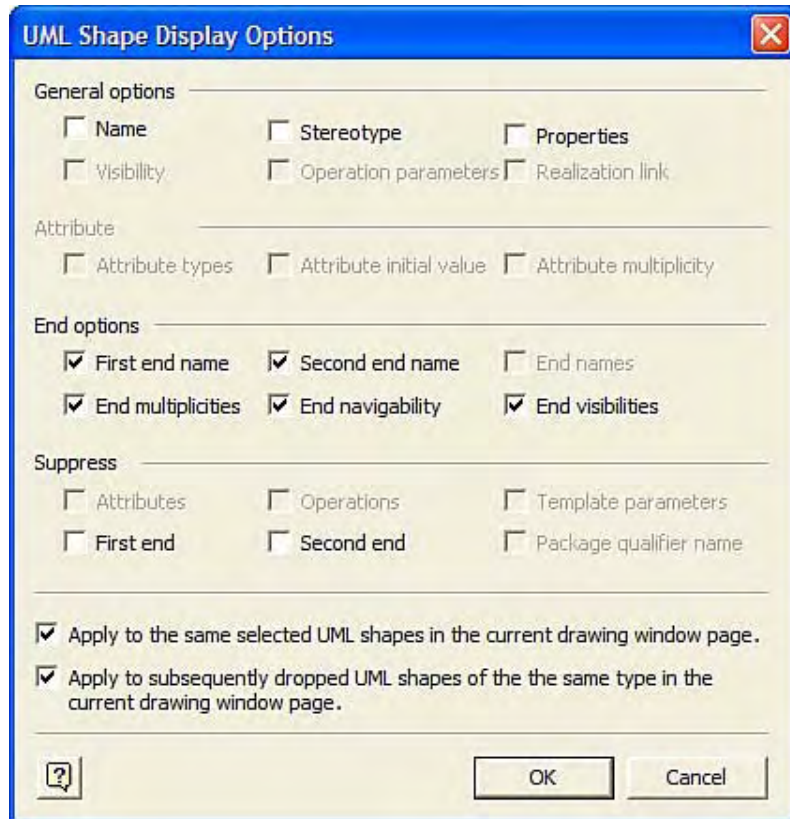 UML Shape Display Options
General options
Name Stereotype Properties
Visibility Operation parameters Realization link
Attribute
Attribute types Attribute initial value Attribute multiplicity
End options
First end name Second end name End names
End multiplicities End navigability End visibilities
Suppress
Attributes Operations Template parameters
First end Second end Package qualifier name
Apply to the same selected UML shapes in the current drawing window page.
Apply to subsequently dropped UML shapes of the the same type in the
current drawing window page.
? OK Cancel